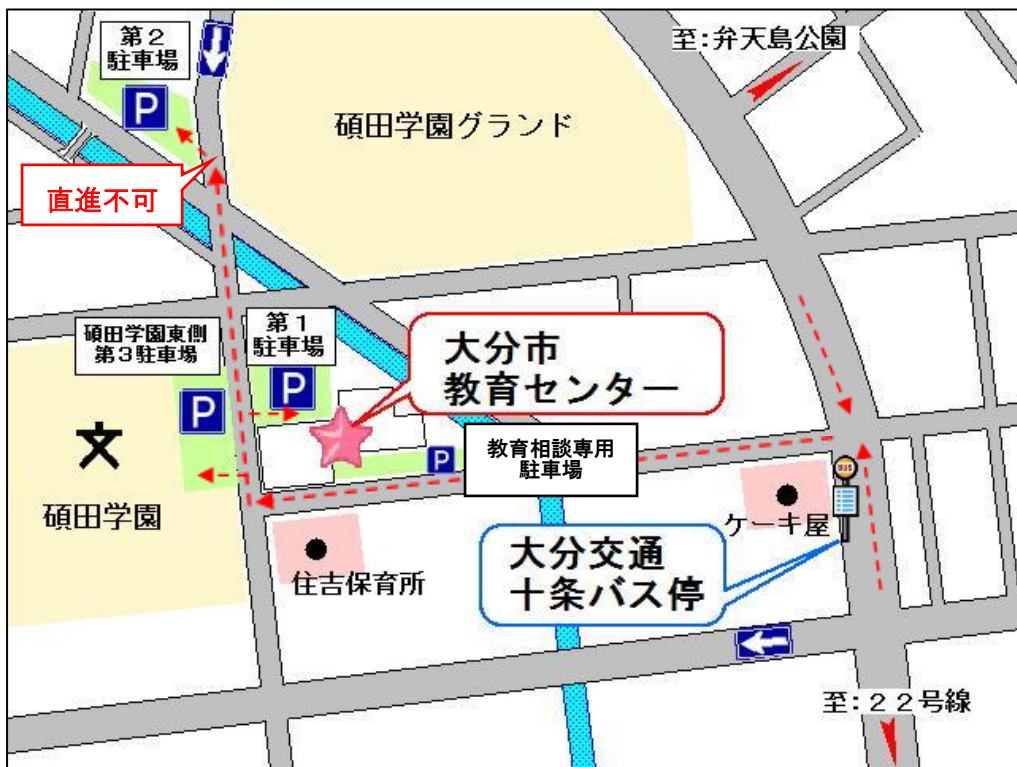 第２
駐車場
P
至：弁天島公園
碩田学園グランド
直進不可
碩田学園東側
第３駐車場
第１
駐車場
P
P
大分市
教育センター
教育相談専用
駐車場
P
BUS
文
碩田学園
ケーキ屋
住吉保育所
大分交通
十条バス停
至：２２号線